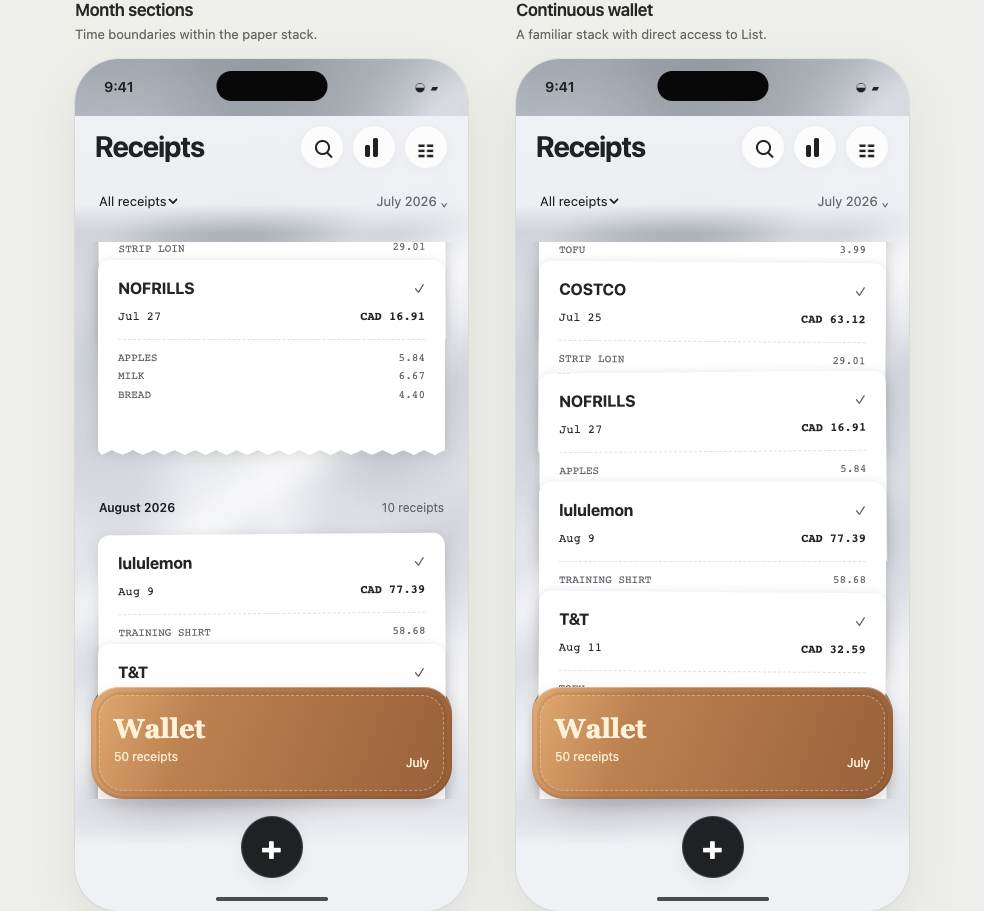 Month sections
Time boundaries within the paper stack.
9:41
Receipts
All receipts
July 2026
STRIP LOIN 29.01
NOFRILLS
Jul 27 CAD 16.91
APPLES 5.84
MILK 6.67
BREAD 4.40
August 2026 10 receipts
lululemon
Aug 9 CAD 77.39
TRAINING SHIRT 58.68
T&T
Wallet
50 receipts
July
Continuous wallet
A familiar stack with direct access to List.
9:41
Receipts
All receipts
July 2026
TOFU 3.99
COSTCO
Jul 25 CAD 63.12
STRIP LOIN 29.01
NOFRILLS
Jul 27 CAD 16.91
APPLES 5.84
lululemon
Aug 9 CAD 77.39
TRAINING SHIRT 58.68
T&T
Aug 11 CAD 32.59
Wallet
50 receipts
July